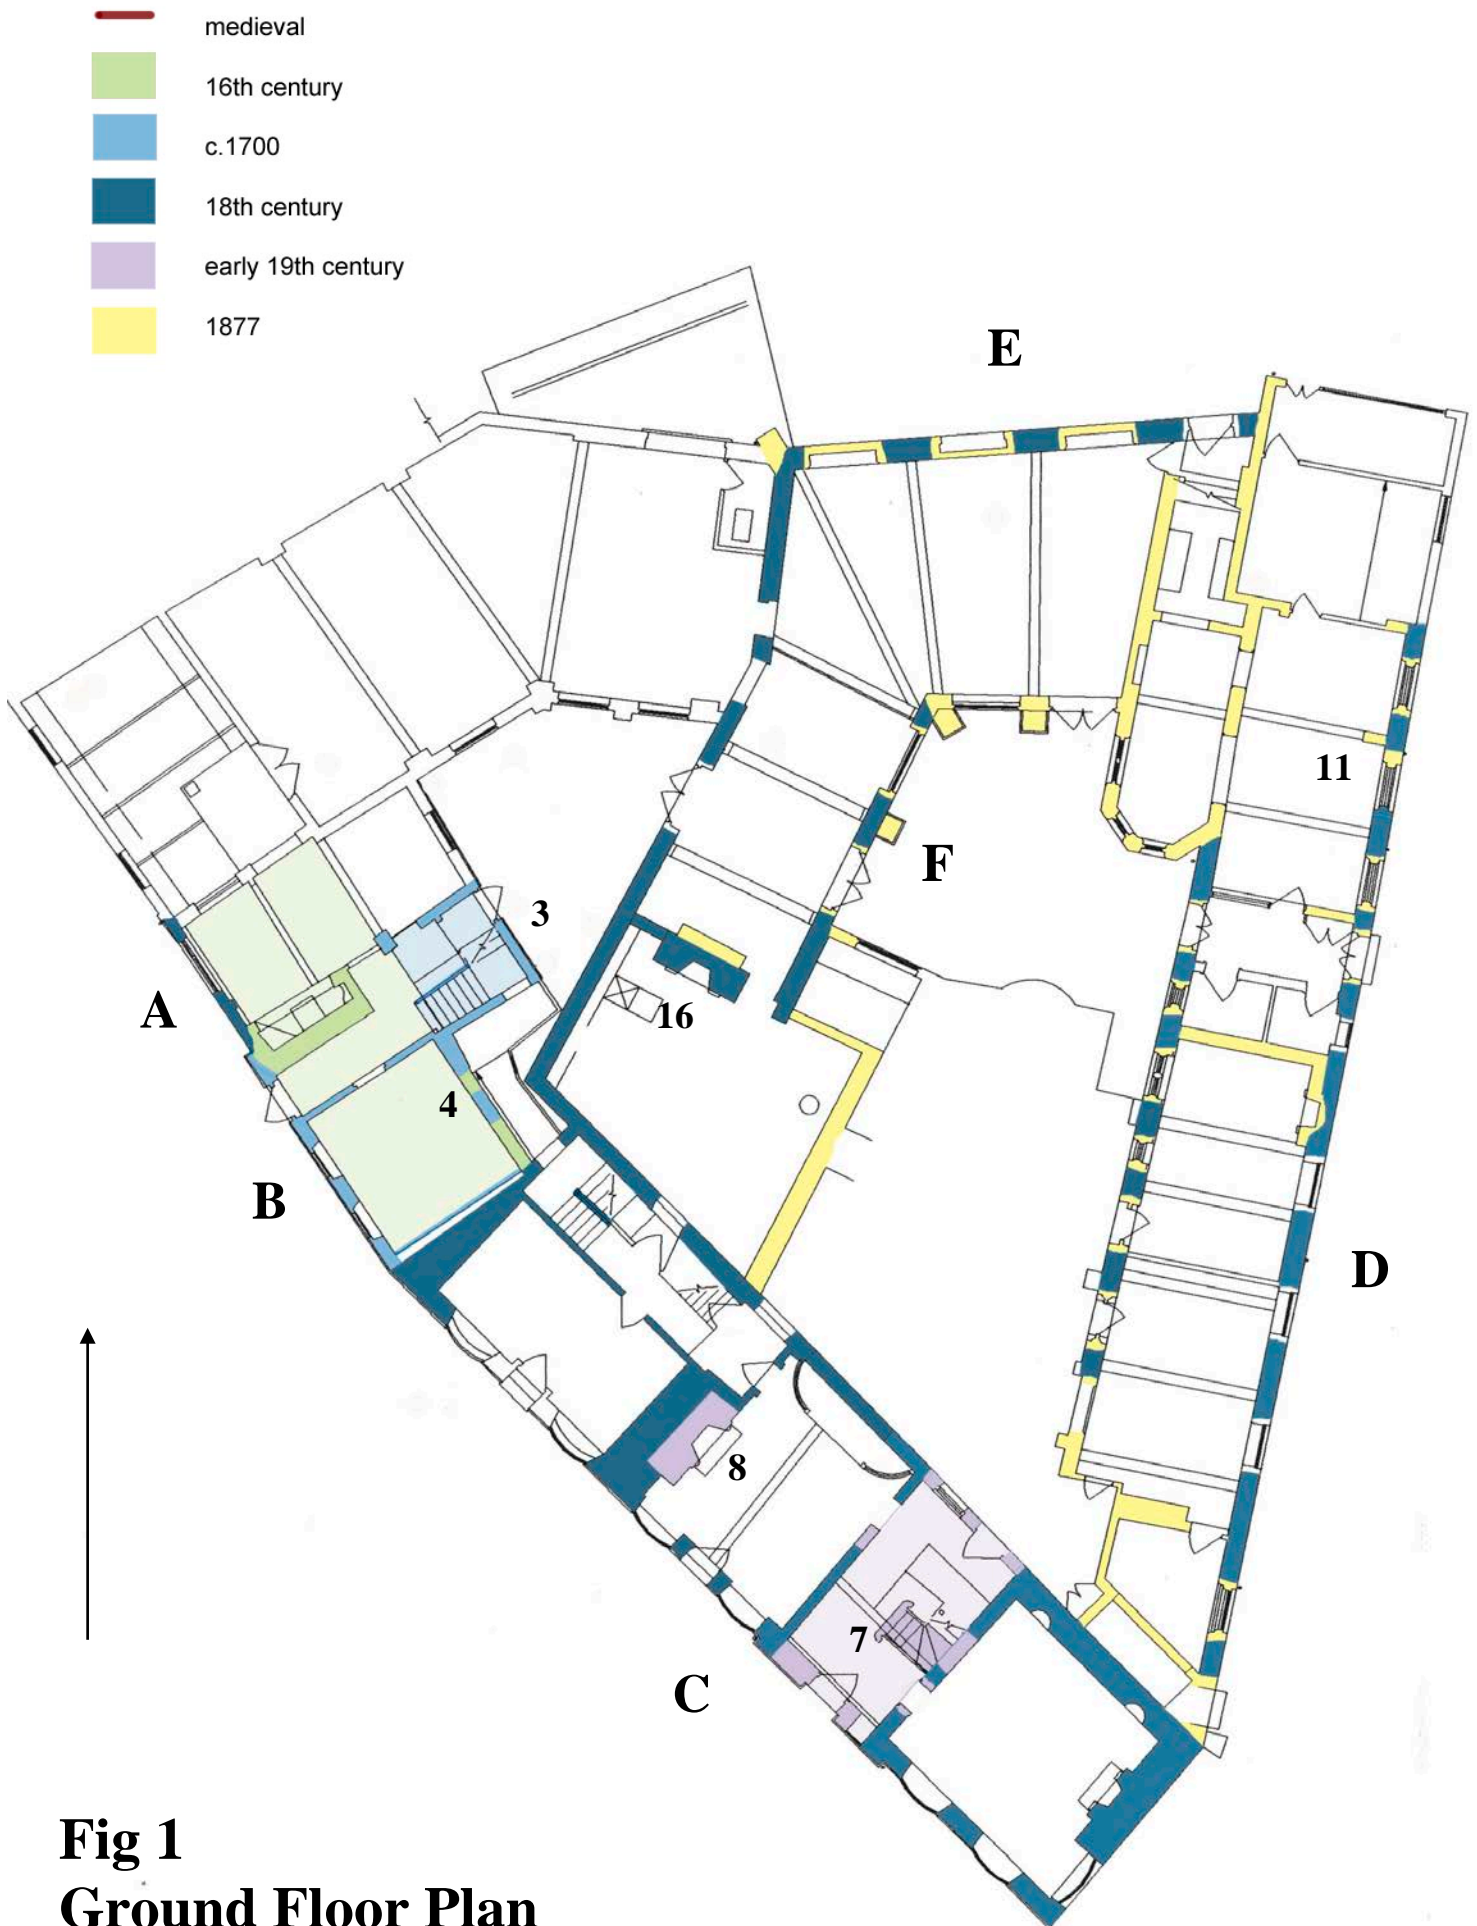 medieval
16th century
c.1700
18th century
early 19th century
1877
E
11
F
3
A
16
4
B
D
8
7
C
Fig 1
Ground Floor Plan